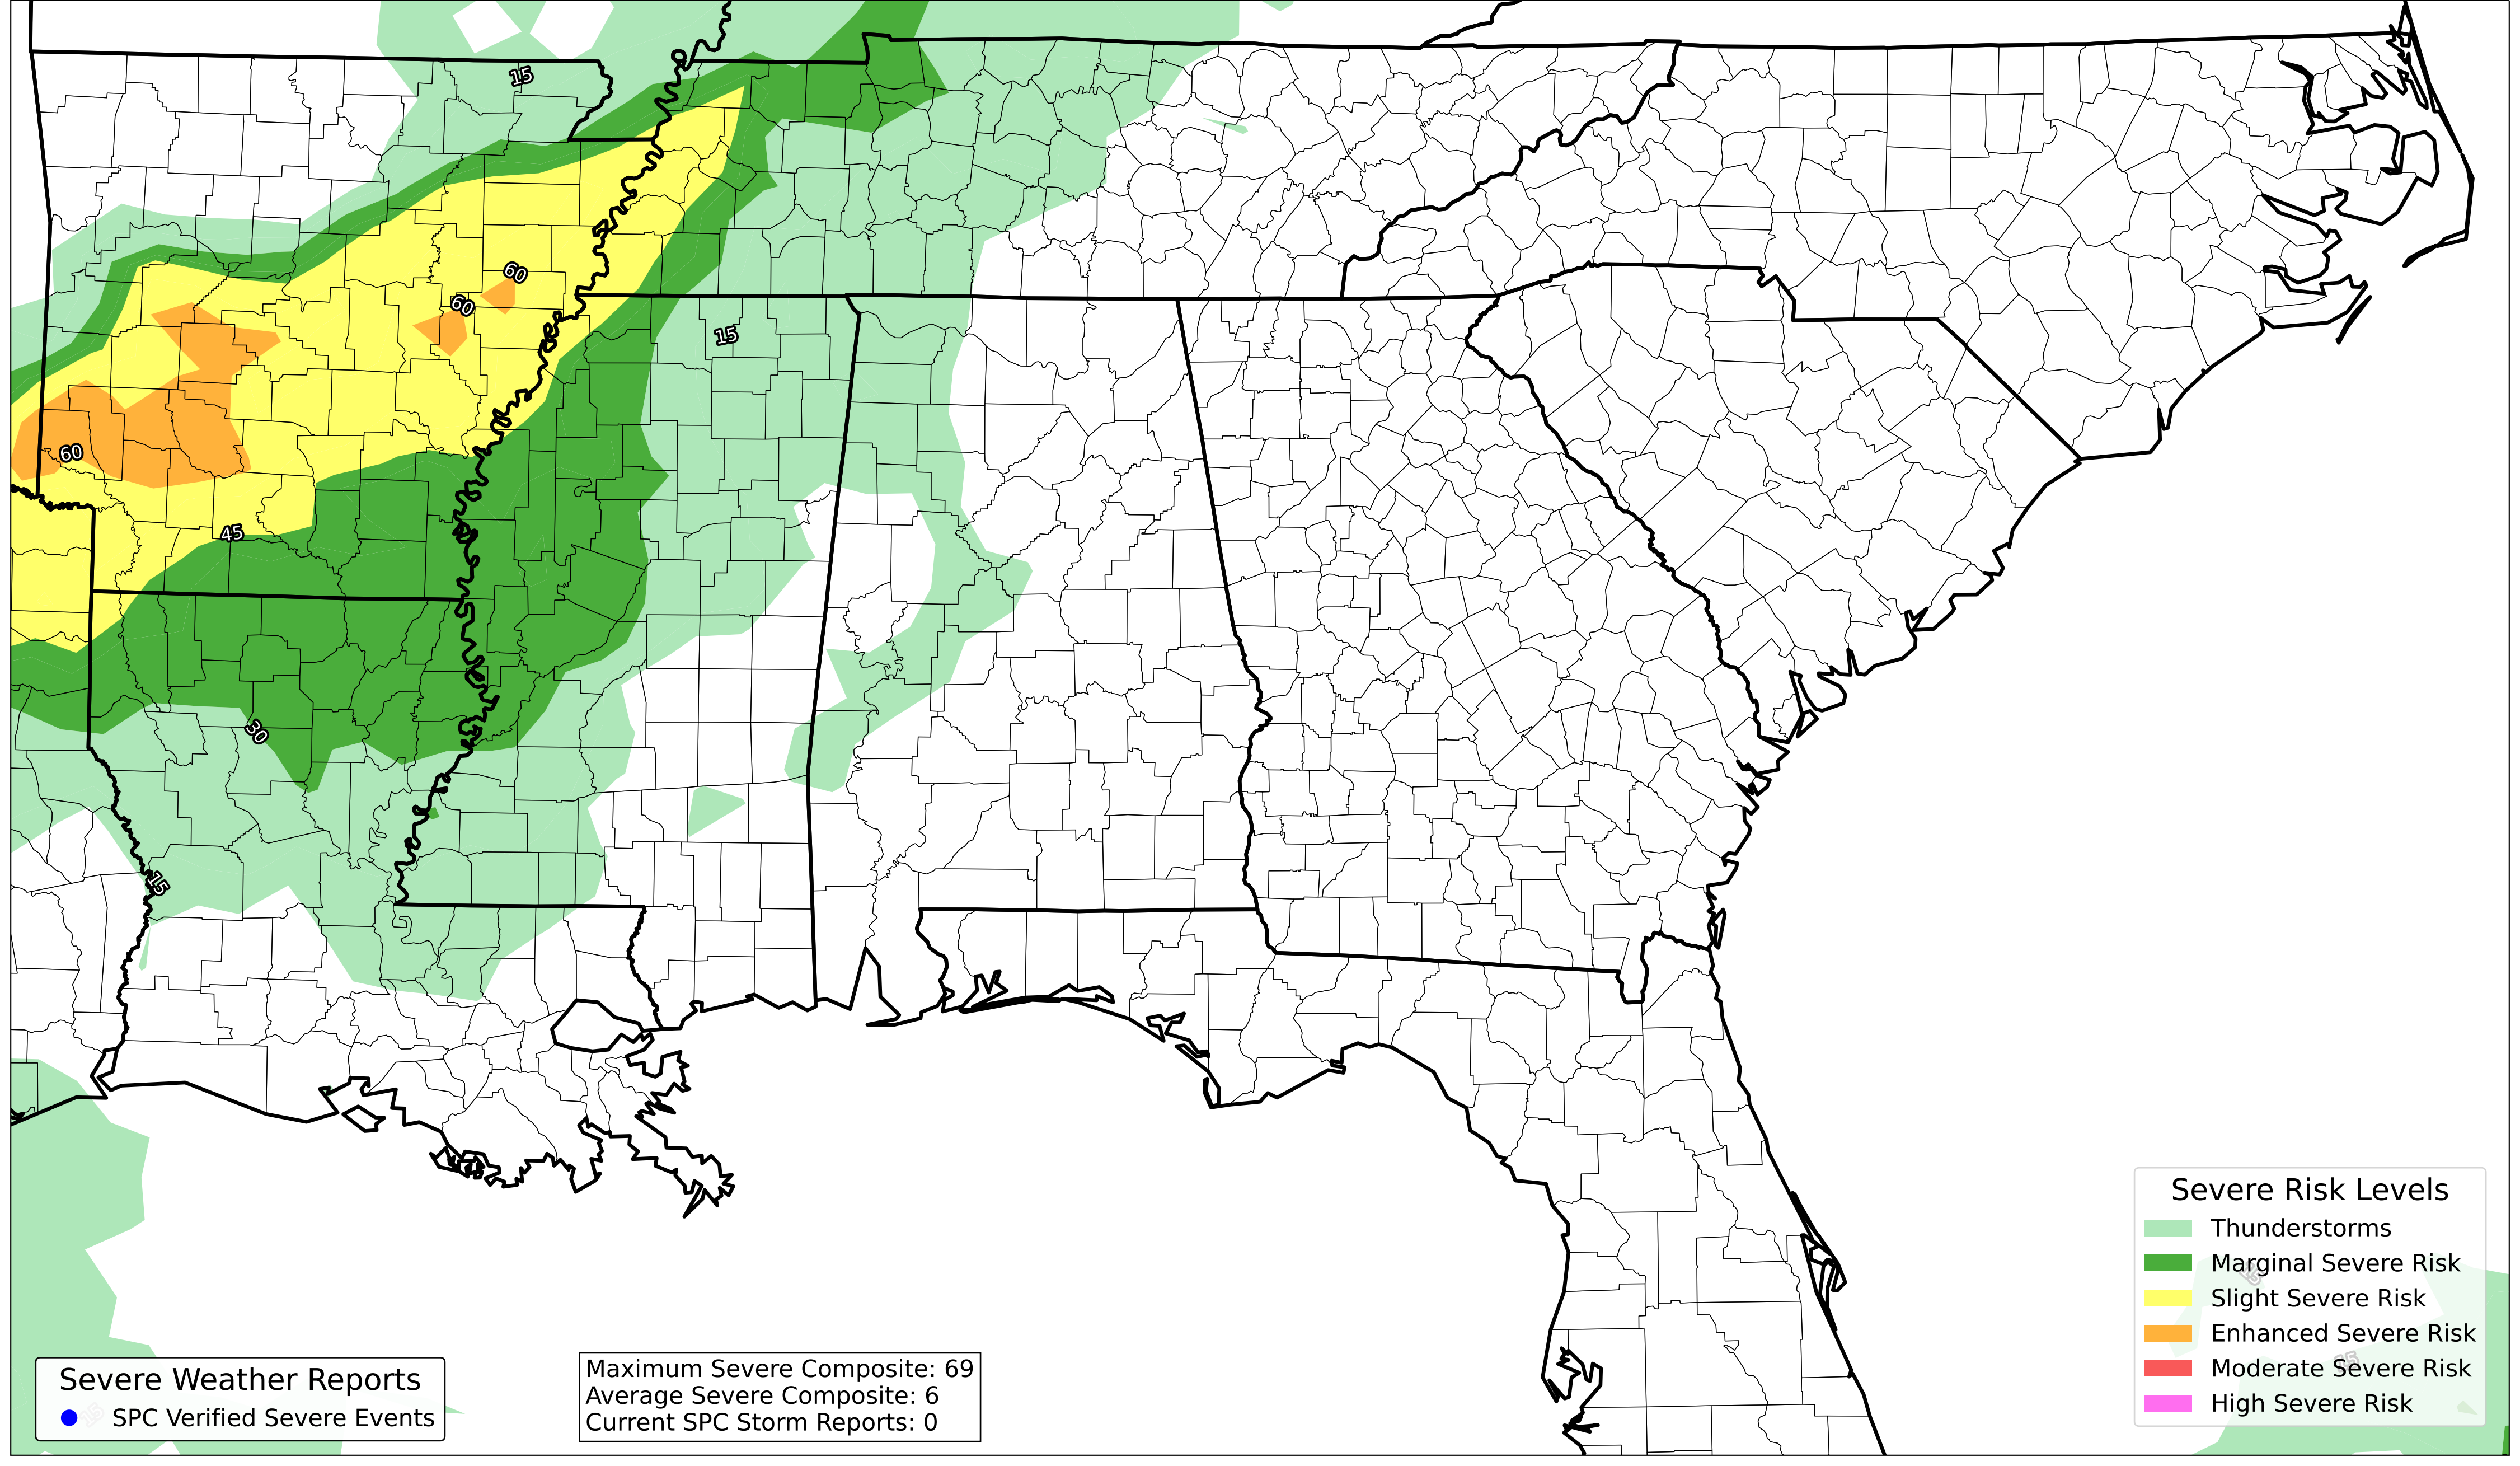 15
60
60
15
60
45
30
15
Severe Risk Levels
Thunderstorms
Marginal Severe Risk
Slight Severe Risk
Enhanced Severe Risk
Moderate Severe Risk
High Severe Risk
Severe Weather Reports
SPC Verified Severe Events
Maximum Severe Composite: 69
Average Severe Composite: 6
Current SPC Storm Reports: 0